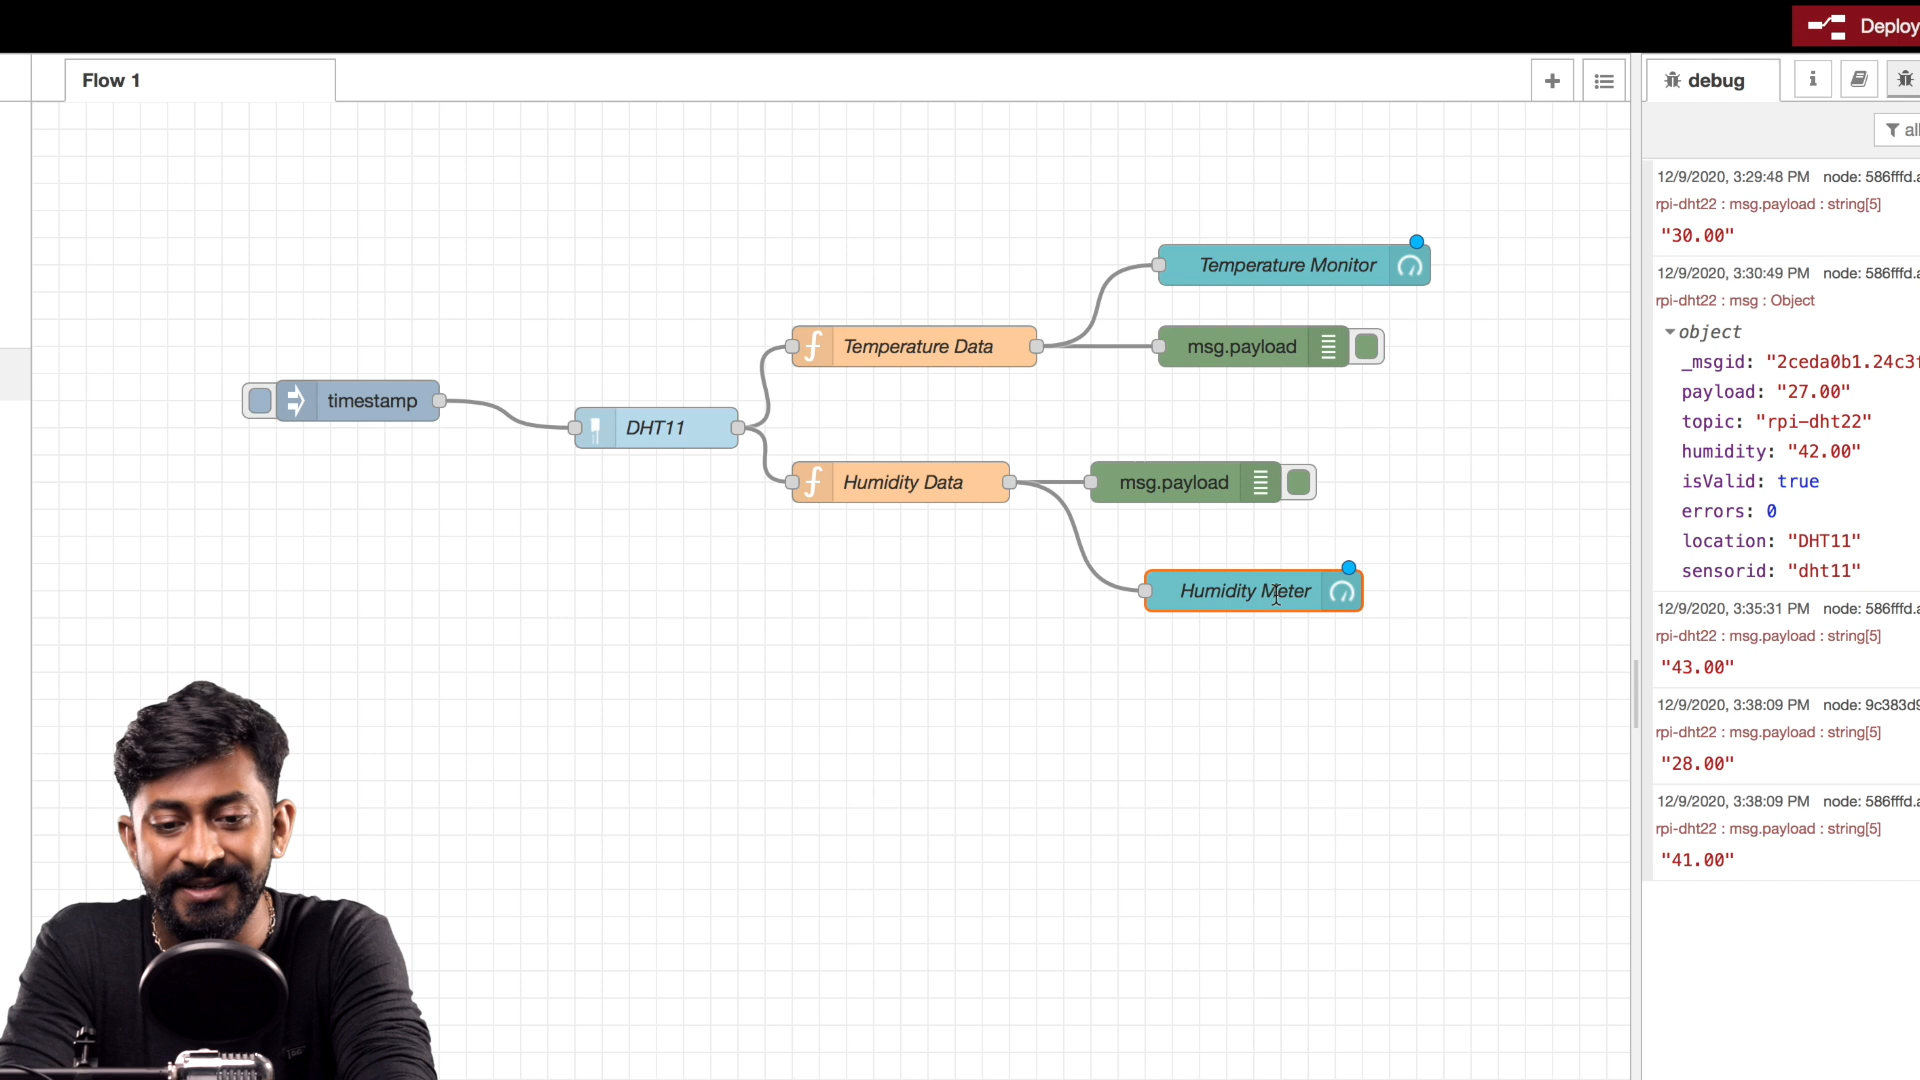 Deploy
Flow 1
debug
i
all
12/9/2020, 3:29:48 PM node: 586fffd.a
rpi-dht22 : msg.payload : string[5]
"30.00"
12/9/2020, 3:30:49 PM node: 586fffd.a
rpi-dht22 : msg : Object
object
_msgid: "2ceda0b1.24c3f
payload: "27.00"
topic: "rpi-dht22"
humidity: "42.00"
isValid: true
errors: 0
location: "DHT11"
sensorid: "dht11"
12/9/2020, 3:35:31 PM node: 586fffd.a
rpi-dht22 : msg.payload : string[5]
"43.00"
12/9/2020, 3:38:09 PM node: 9c383d9
rpi-dht22 : msg.payload : string[5]
"28.00"
12/9/2020, 3:38:09 PM node: 586fffd.a
rpi-dht22 : msg.payload : string[5]
"41.00"
Temperature Monitor
Temperature Data
msg.payload
timestamp
DHT11
Humidity Data
msg.payload
Humidity Meter